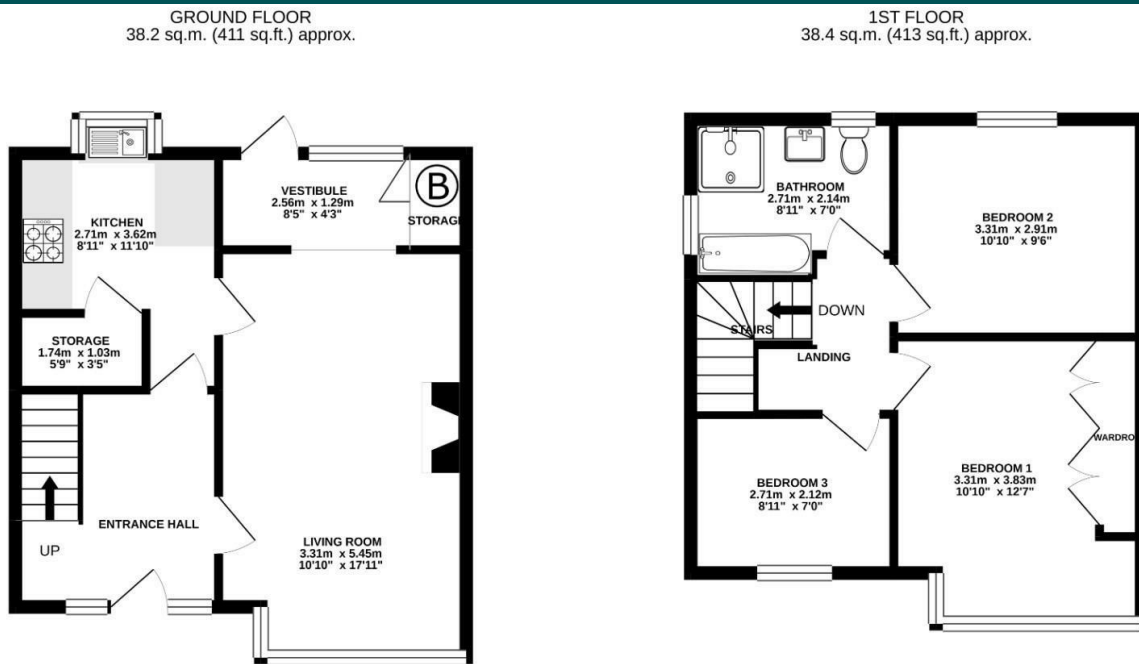 GROUND FLOOR
38.2 sq.m. (411 sq.ft.) approx.
KITCHEN
2.71m x 3.62m
8'11" x 11'10"
VESTIBULE
2.56m x 1.29m
8'5" x 4'3"
B
STORAGE
STORAGE
1.74m x 1.03m
5'9" x 3'5"
ENTRANCE HALL
UP
LIVING ROOM
3.31m x 5.45m
10'10" x 17'11"
1ST FLOOR
38.4 sq.m. (413 sq.ft.) approx.
BATHROOM
2.71m x 2.14m
8'11" x 7'0"
BEDROOM 2
3.31m x 2.91m
10'10" x 9'6"
DOWN
STAIRS
LANDING
BEDROOM 3
2.71m x 2.12m
8'11" x 7'0"
BEDROOM 1
3.31m x 3.83m
10'10" x 12'7"
WARDRO